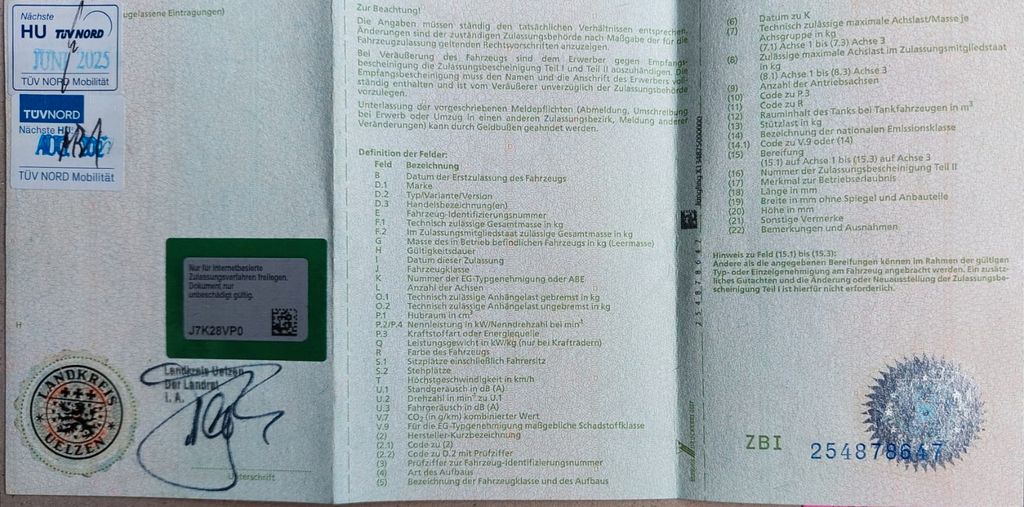 ugelassene Eintragungen)
Nächste
HU TÜV NORD
JUNI 2025
TÜV NORD Mobilität
TÜV NORD
Nächste HU:
TÜV NORD Mobilität
H
Nur für internetbasierte
Zulassungsverfahren freilegen.
Dokument nur
unbeschädigt gültig.
J7K28VP0
LANDKREIS
UELZEN
Landkreis Uelzen
Der Landrat
I. A.
Unterschrift
Zur Beachtung!
Die Angaben müssen ständig den tatsächlichen Verhältnissen entsprechen.
Änderungen sind der zuständigen Zulassungsbehörde nach Maßgabe der für die
Fahrzeugzulassung geltenden Rechtsvorschriften anzuzeigen.
Bei Veräußerung des Fahrzeugs sind dem Erwerber gegen Empfangs-
bescheinigung die Zulassungsbescheinigung Teil I und Teil II auszuhändigen. Die
Empfangsbescheinigung muss den Namen und die Anschrift des Erwerbers voll-
ständig enthalten und ist vom Veräußerer unverzüglich der Zulassungsbehörde
vorzulegen.
Unterlassung der vorgeschriebenen Meldepflichten (Abmeldung, Umschreibung
bei Erwerb oder Umzug in einen anderen Zulassungsbezirk, Meldung anderer
Veränderungen) kann durch Geldbußen geahndet werden.
Definition der Felder:
Feld Bezeichnung
B Datum der Erstzulassung des Fahrzeugs
D.1 Marke
D.2 Typ/Variante/Version
D.3 Handelsbezeichnung(en)
E Fahrzeug-Identifizierungsnummer
F.1 Technisch zulässige Gesamtmasse in kg
F.2 Im Zulassungsmitgliedstaat zulässige Gesamtmasse in kg
G Masse des in Betrieb befindlichen Fahrzeugs in kg (Leermasse)
H Gültigkeitsdauer
I Datum dieser Zulassung
J Fahrzeugklasse
K Nummer der EG-Typgenehmigung oder ABE
L Anzahl der Achsen
O.1 Technisch zulässige Anhängelast gebremst in kg
O.2 Technisch zulässige Anhängelast ungebremst in kg
P.1 Hubraum in cm³
P.2/P.4 Nennleistung in kW/Nenndrehzahl bei min⁻¹
P.3 Kraftstoffart oder Energiequelle
Q Leistungsgewicht in kW/kg (nur bei Krafträdern)
R Farbe des Fahrzeugs
S.1 Sitzplätze einschließlich Fahrersitz
S.2 Stehplätze
T Höchstgeschwindigkeit in km/h
U.1 Standgeräusch in dB (A)
U.2 Drehzahl in min⁻¹ zu U.1
U.3 Fahrgeräusch in dB (A)
V.7 CO₂ (in g/km) kombinierter Wert
V.9 Für die EG-Typgenehmigung maßgebliche Schadstoffklasse
(2) Hersteller-Kurzbezeichnung
(2.1) Code zu (2)
(2.2) Code zu D.2 mit Prüfziffer
(3) Prüfziffer zur Fahrzeug-Identifizierungsnummer
(4) Art des Aufbaus
(5) Bezeichnung der Fahrzeugklasse und des Aufbaus
254878647
(6) Datum zu K
(7) Technisch zulässige maximale Achslast/Masse je
Achsgruppe in kg
(7.1) Achse 1 bis (7.3) Achse 3
(8) Zulässige maximale Achslast im Zulassungsmitgliedstaat
in kg
(8.1) Achse 1 bis (8.3) Achse 3
(9) Anzahl der Antriebsachsen
(10) Code zu P.3
(11) Code zu R
(12) Rauminhalt des Tanks bei Tankfahrzeugen in m³
(13) Stützlast in kg
(14) Bezeichnung der nationalen Emissionsklasse
(14.1) Code zu V.9 oder (14)
(15) Bereifung
(15.1) auf Achse 1 bis (15.3) auf Achse 3
(16) Nummer der Zulassungsbescheinigung Teil II
(17) Merkmal zur Betriebserlaubnis
(18) Länge in mm
(19) Breite in mm ohne Spiegel und Anbauteile
(20) Höhe in mm
(21) Sonstige Vermerke
(22) Bemerkungen und Ausnahmen
Hinweis zu Feld (15.1) bis (15.3):
Andere als die angegebenen Bereifungen können im Rahmen der gültigen
Typ- oder Einzelgenehmigung am Fahrzeug angebracht werden. Ein zusätz-
liches Gutachten und die Änderung oder Neuausstellung der Zulassungsbe-
scheinigung Teil I ist hierfür nicht erforderlich.
ZBI 254878647